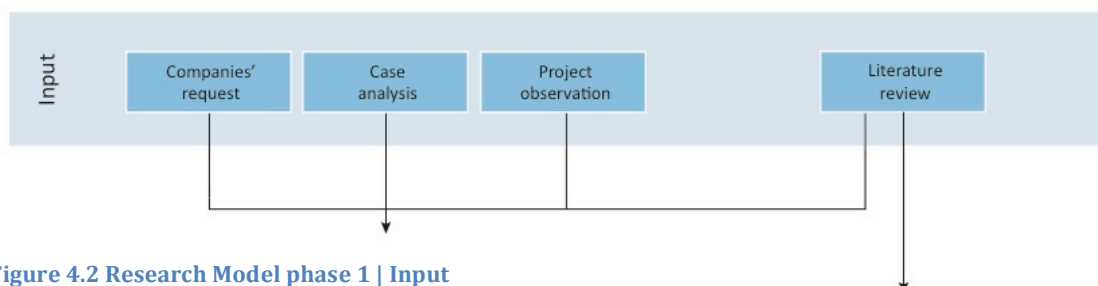 Input
Companies’
request
Case
analysis
Project
observation
Literature
review
igure 4.2 Research Model phase 1 | Input